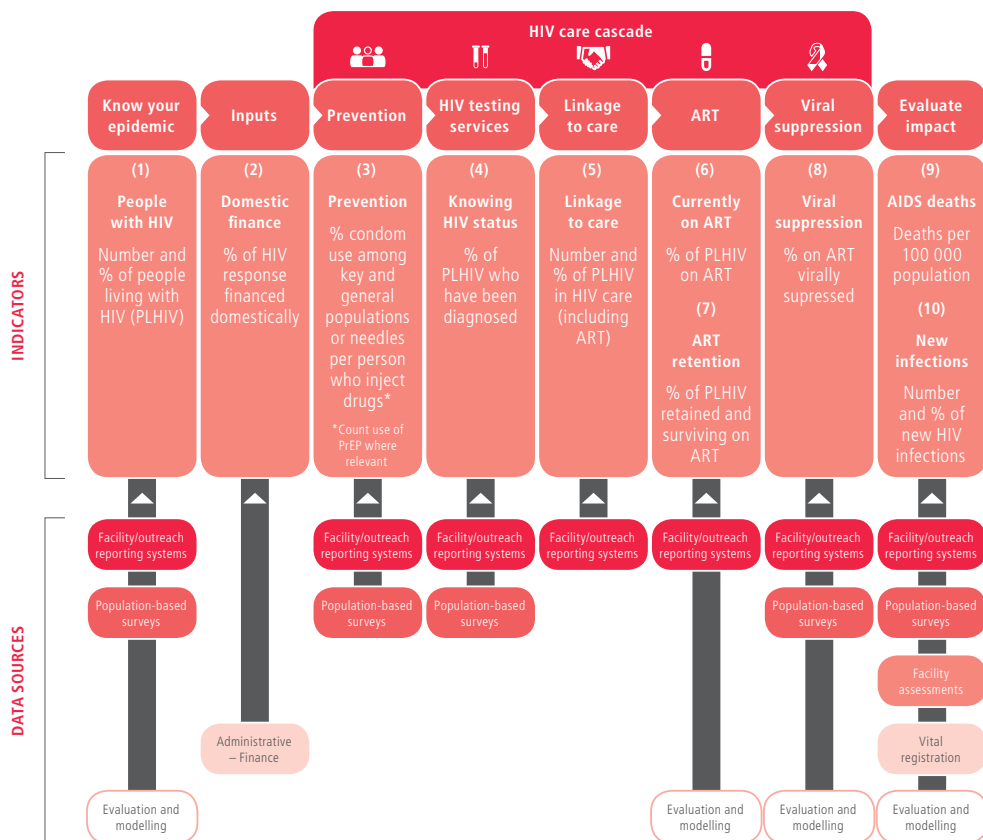 HIV care cascade
Know your
epidemic
Inputs
Prevention
HIV testing
services
Linkage
to care
ART
Viral
suppression
Evaluate
impact
INDICATORS
(1)
People
with HIV
Number and
% of people
living with
HIV (PLHIV)
(2)
Domestic
finance
% of HIV
response
financed
domestically
(3)
Prevention
% condom
use among
key and
general
populations
or needles
per person
who inject
drugs*
*Count use of
PrEP where
relevant
(4)
Knowing
HIV status
% of
PLHIV who
have been
diagnosed
(5)
Linkage
to care
Number and
% of PLHIV
in HIV care
(including
ART)
(6)
Currently
on ART
% of PLHIV
on ART
(7)
ART
retention
% of PLHIV
retained and
surviving on
ART
(8)
Viral
suppression
% on ART
virally
supressed
(9)
AIDS deaths
Deaths per
100 000
population
(10)
New
infections
Number
and % of
new HIV
infections
DATA SOURCES
Facility/outreach
reporting systems
Population-based
surveys
Evaluation and
modelling
Administrative
– Finance
Facility/outreach
reporting systems
Population-based
surveys
Facility/outreach
reporting systems
Population-based
surveys
Facility/outreach
reporting systems
Facility/outreach
reporting systems
Evaluation and
modelling
Facility/outreach
reporting systems
Population-based
surveys
Evaluation and
modelling
Facility/outreach
reporting systems
Population-based
surveys
Facility
assessments
Vital
registration
Evaluation and
modelling